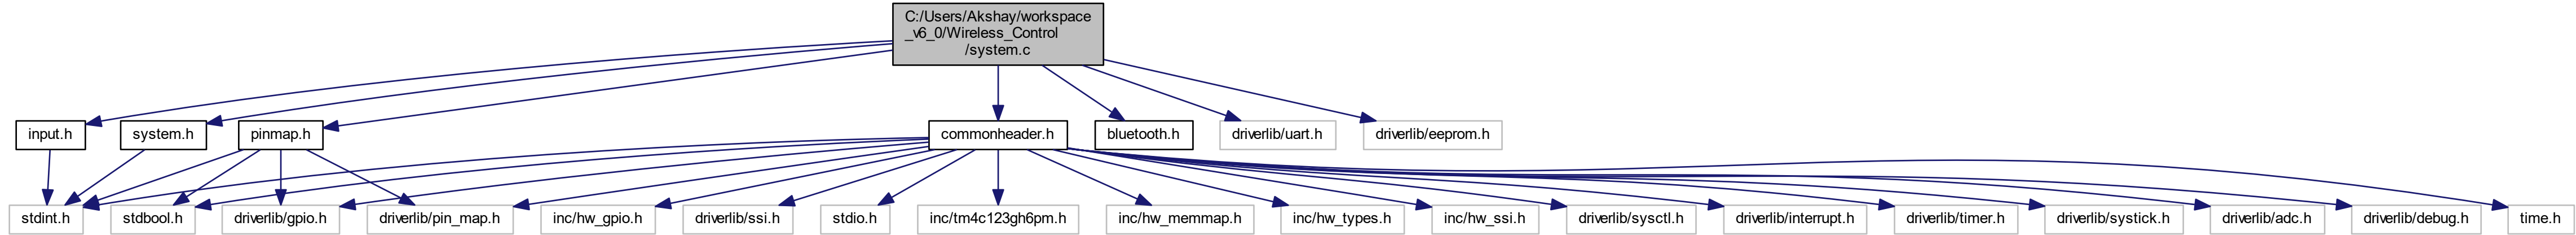 C:/Users/Akshay/workspace
_v6_0/Wireless_Control
/system.c
input.h
system.h
pinmap.h
commonheader.h
bluetooth.h
driverlib/uart.h
driverlib/eeprom.h
stdint.h
stdbool.h
driverlib/gpio.h
driverlib/pin_map.h
inc/hw_gpio.h
driverlib/ssi.h
stdio.h
inc/tm4c123gh6pm.h
inc/hw_memmap.h
inc/hw_types.h
inc/hw_ssi.h
driverlib/sysctl.h
driverlib/interrupt.h
driverlib/timer.h
driverlib/systick.h
driverlib/adc.h
driverlib/debug.h
time.h